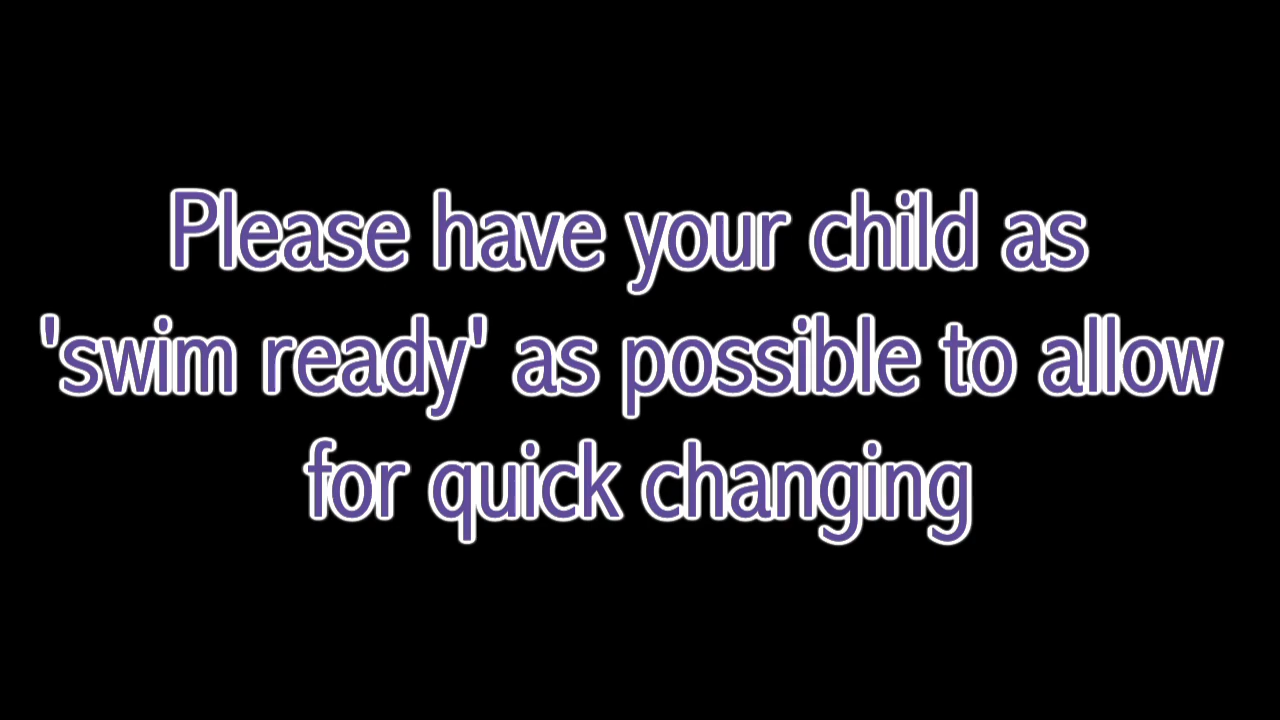 Please have your child as
'swim ready' as possible to allow
for quick changing